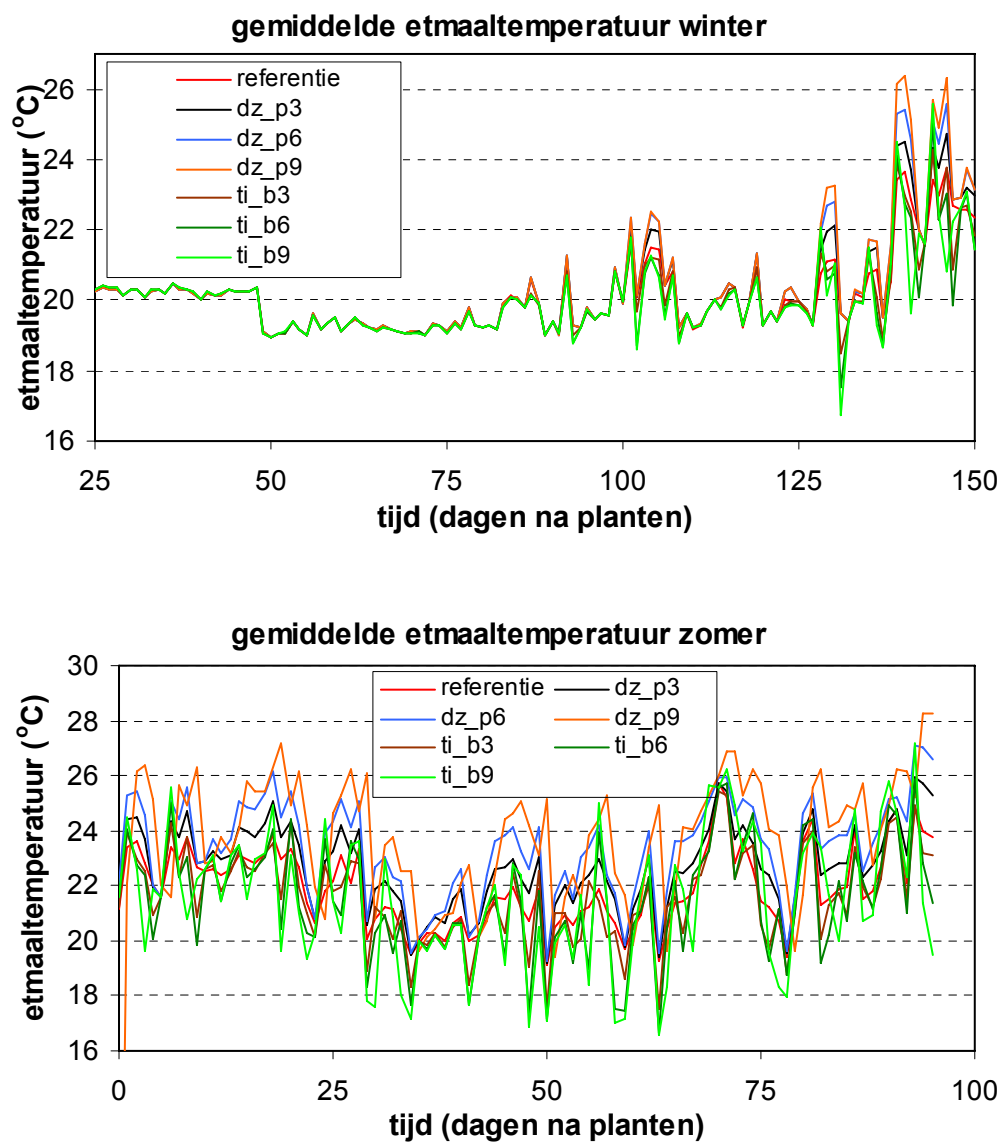 gemiddelde etmaaltemperatuur winter
etmaaltemperatuur (°C)
26
24
22
20
18
16
referentie
dz_p3
dz_p6
dz_p9
ti_b3
ti_b6
ti_b9
25 50 75 100 125 150
tijd (dagen na planten)
gemiddelde etmaaltemperatuur zomer
etmaaltemperatuur (°C)
30
28
26
24
22
20
18
16
referentie dz_p3
dz_p6 dz_p9
ti_b3 ti_b6
ti_b9
0 25 50 75 100
tijd (dagen na planten)